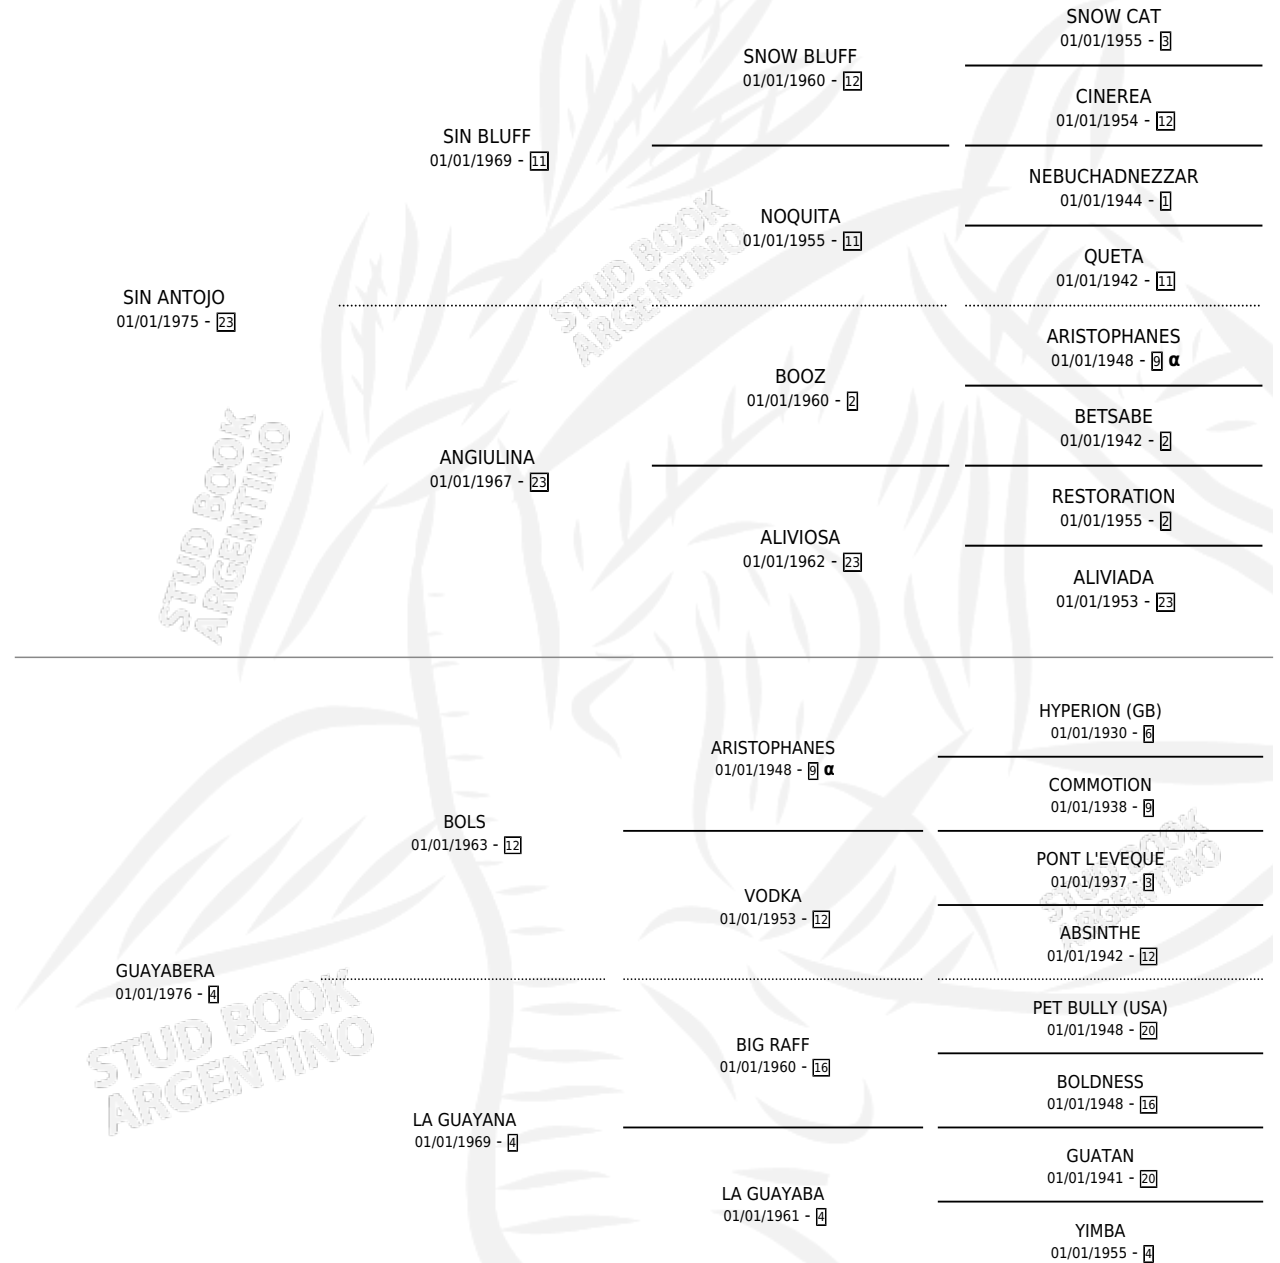 SNOW CAT
01/01/1955 - 3
SNOW BLUFF
01/01/1960 - 12
CINEREA
01/01/1954 - 12
SIN BLUFF
01/01/1969 - 11
NEBUCHADNEZZAR
01/01/1944 - 1
NOQUITA
01/01/1955 - 11
QUETA
01/01/1942 - 11
SIN ANTOJO
01/01/1975 - 23
ARISTOPHANES
01/01/1948 - 9 α
BOOZ
01/01/1960 - 2
BETSABE
01/01/1942 - 2
ANGIULINA
01/01/1967 - 23
RESTORATION
01/01/1955 - 2
ALIVIOSA
01/01/1962 - 23
ALIVIADA
01/01/1953 - 23
HYPERION (GB)
01/01/1930 - 6
ARISTOPHANES
01/01/1948 - 9 α
COMMOTION
01/01/1938 - 9
BOLS
01/01/1963 - 12
PONT L'EVEQUE
01/01/1937 - 3
VODKA
01/01/1953 - 12
ABSINTHE
01/01/1942 - 12
GUAYABERA
01/01/1976 - 4
PET BULLY (USA)
01/01/1948 - 20
BIG RAFF
01/01/1960 - 16
BOLDNESS
01/01/1948 - 16
LA GUAYANA
01/01/1969 - 4
GUATAN
01/01/1941 - 20
LA GUAYABA
01/01/1961 - 4
YIMBA
01/01/1955 - 4
STUD BOOK
ARGENTINO
STUD BOOK
ARGENTINO
STUD BOOK
ARGENTINO
STUD BOOK
ARGENTINO